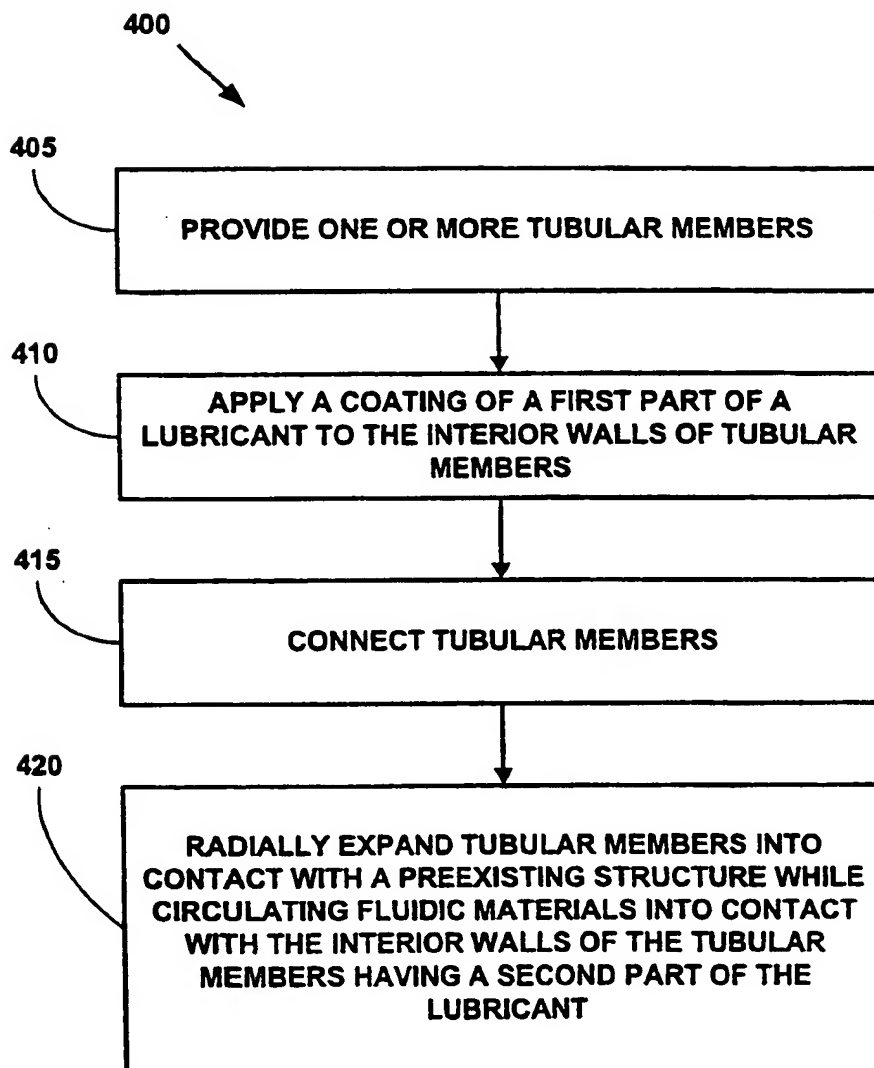 400
405
PROVIDE ONE OR MORE TUBULAR MEMBERS
410
APPLY A COATING OF A FIRST PART OF A
LUBRICANT TO THE INTERIOR WALLS OF TUBULAR
MEMBERS
415
CONNECT TUBULAR MEMBERS
420
RADIALLY EXPAND TUBULAR MEMBERS INTO
CONTACT WITH A PREEXISTING STRUCTURE WHILE
CIRCULATING FLUIDIC MATERIALS INTO CONTACT
WITH THE INTERIOR WALLS OF THE TUBULAR
MEMBERS HAVING A SECOND PART OF THE
LUBRICANT